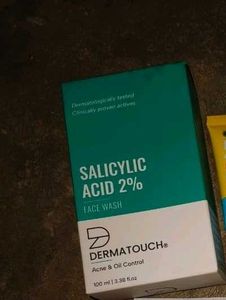 Dermatologically tested
Clinically proven actives
SALICYLIC
ACID 2%
FACE WASH
DERMATOUCH®
Acne & Oil Control
100 ml | 3.38 fl.oz